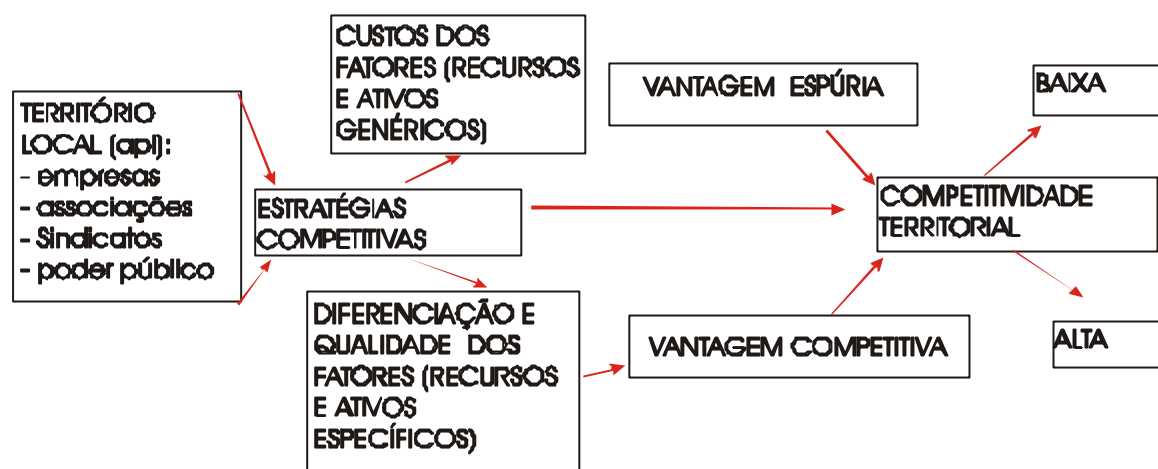 TERRITÓRIO
LOCAL (apl):
- empresas
- associações
- Sindicatos
- poder público
CUSTOS DOS
FATORES (RECURSOS
E ATIVOS
GENÉRICOS)
ESTRATÉGIAS
COMPETITIVAS
DIFERENCIAÇÃO E
QUALIDADE DOS
FATORES (RECURSOS
E ATIVOS
ESPECÍFICOS)
VANTAGEM ESPÚRIA
VANTAGEM COMPETITIVA
COMPETITIVIDADE
TERRITORIAL
BAIXA
ALTA